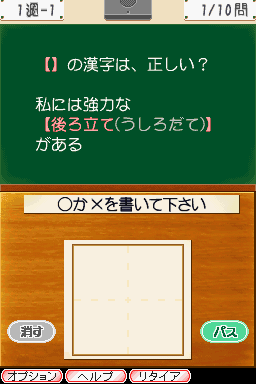 1週-1
1/10問
【】の漢字は、正しい？
私には強力な
【後ろ立て(うしろだて)】
がある
○か×を書いて下さい
消す
パス
オプション
ヘルプ
リタイア